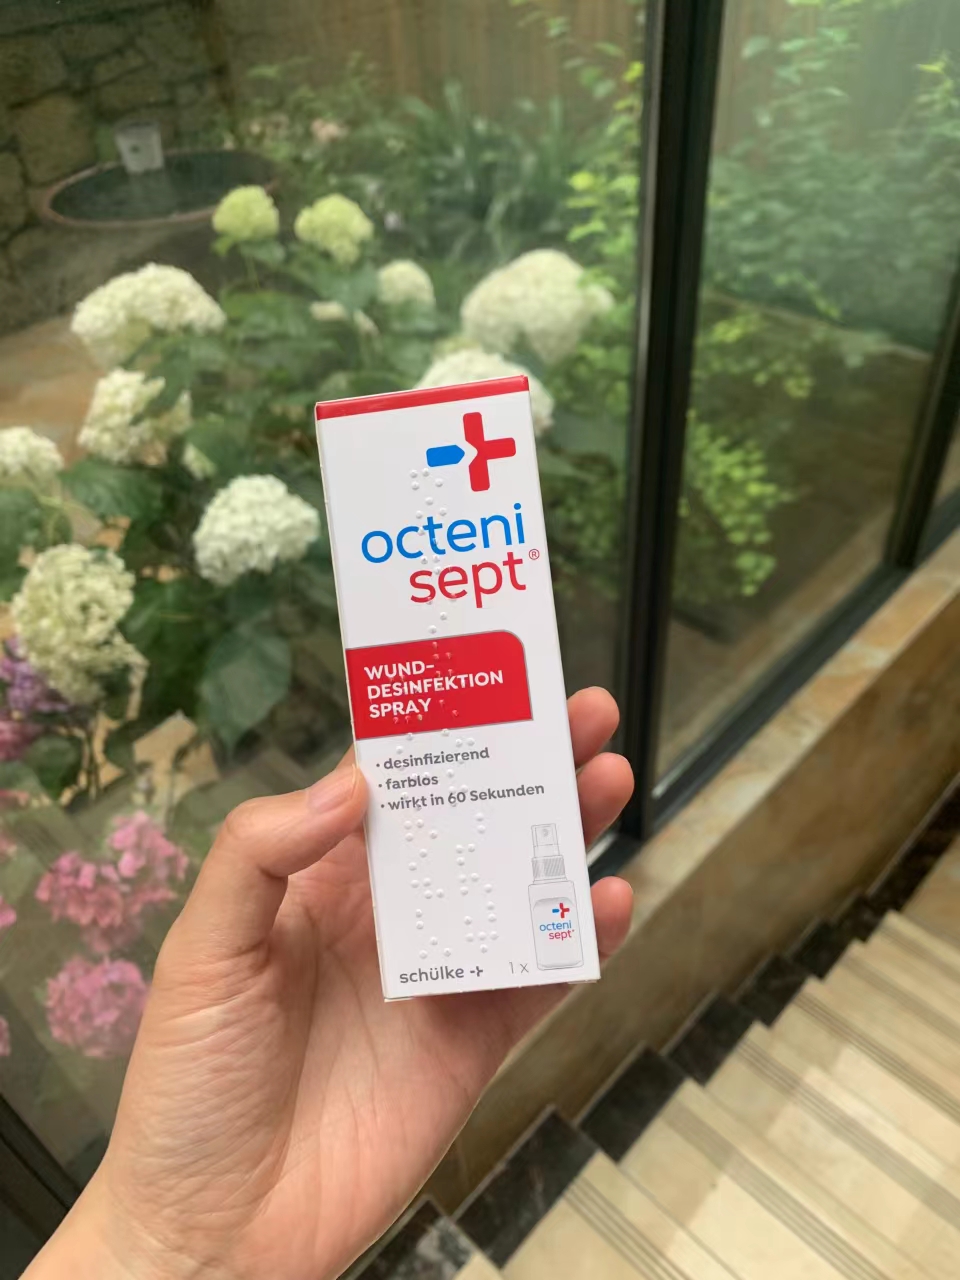 octeni
sept®
WUND-
DESINFEKTION
SPRAY
• desinfizierend
• farblos
• wirkt in 60 Sekunden
octeni
sept®
schülke
1 x